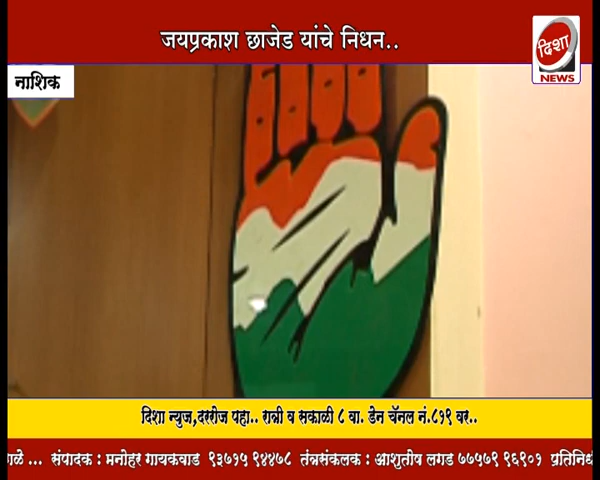 जयप्रकाश छाजेड यांचे निधन..
दिशा
NEWS
नाशिक
दिशा न्युज,दररोज पहा.. रात्री व सकाळी ८ वा. डेन चॅनल नं.८१९ वर..
... संपादक : मनोहर गायकवाड ९३७१५ ९४४७८ तंत्रसंकलक : आशुतोष लगड ७७५७९ ९६९०१